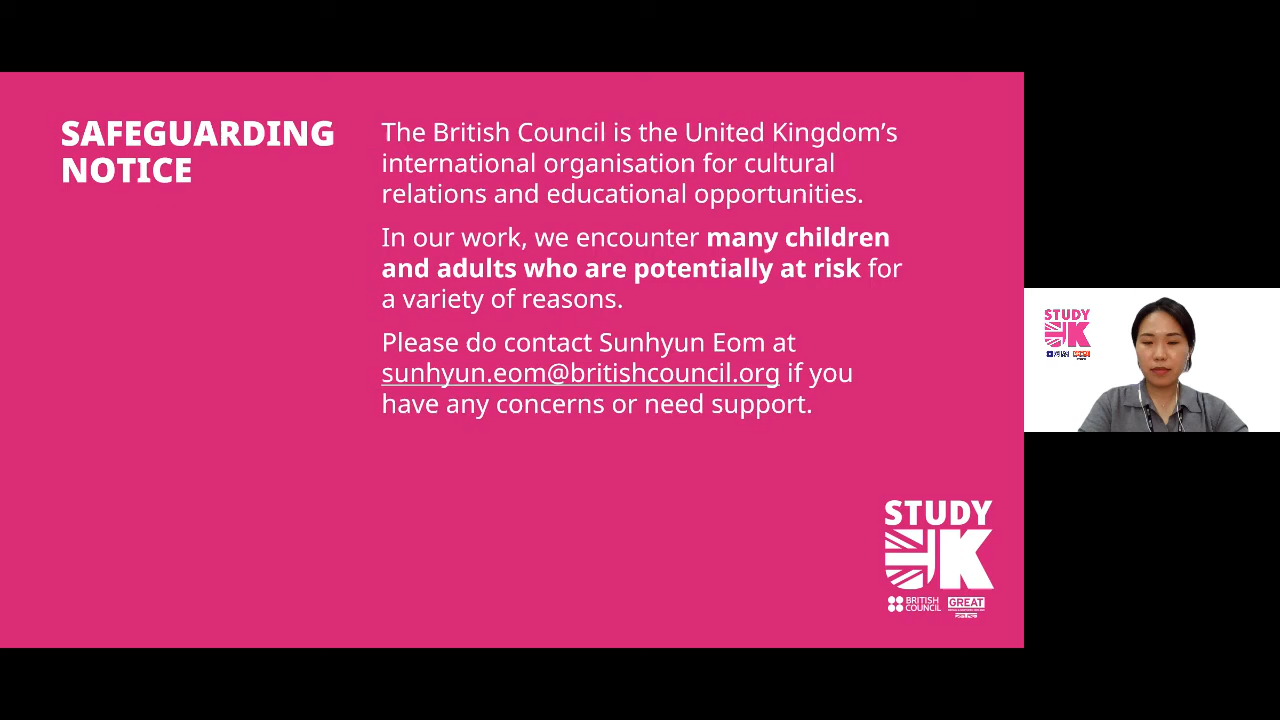 SAFEGUARDING
NOTICE
The British Council is the United Kingdom’s
international organisation for cultural
relations and educational opportunities.
In our work, we encounter many children
and adults who are potentially at risk for
a variety of reasons.
Please do contact Sunhyun Eom at
sunhyun.eom@britishcouncil.org if you
have any concerns or need support.
STUDY
UK
BRITISH
COUNCIL
GREAT
STUDY
UK